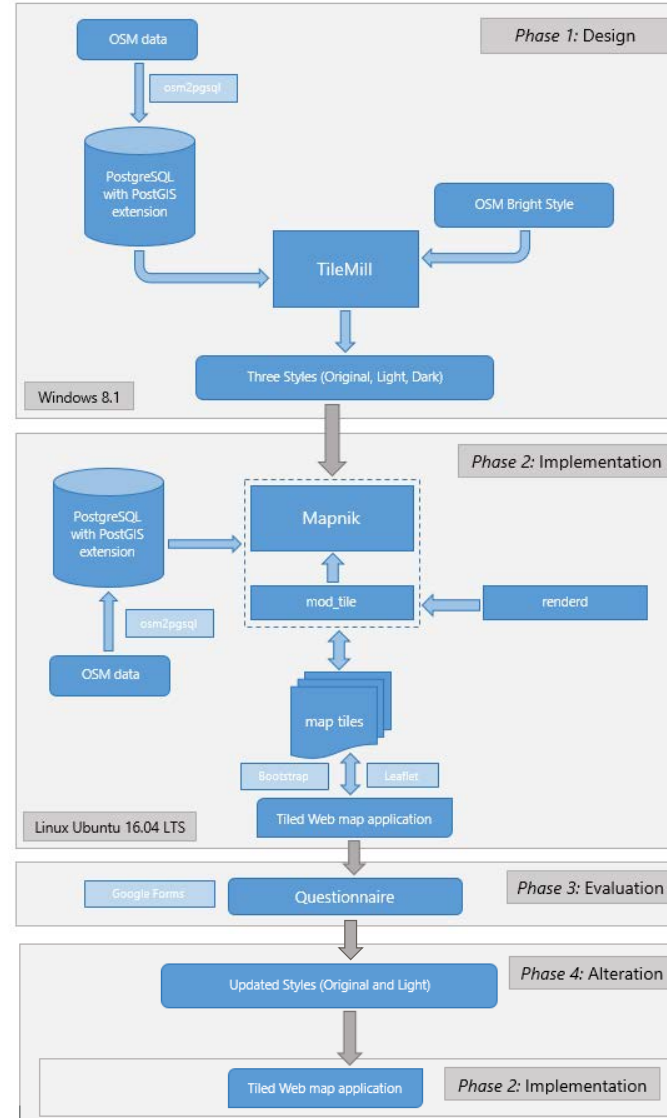 OSM data
Phase 1: Design
osm2pgsql
PostgreSQL
with PostGIS
extension
OSM Bright Style
TileMill
Three Styles (Original, Light, Dark)
Windows 8.1
Phase 2: Implementation
PostgreSQL
with PostGIS
extension
Mapnik
mod_tile
renderd
osm2pgsql
OSM data
map tiles
Bootstrap
Leaflet
Tiled Web map application
Linux Ubuntu 16.04 LTS
Phase 3: Evaluation
Google Forms
Questionnaire
Phase 4: Alteration
Updated Styles (Original and Light)
Tiled Web map application
Phase 2: Implementation